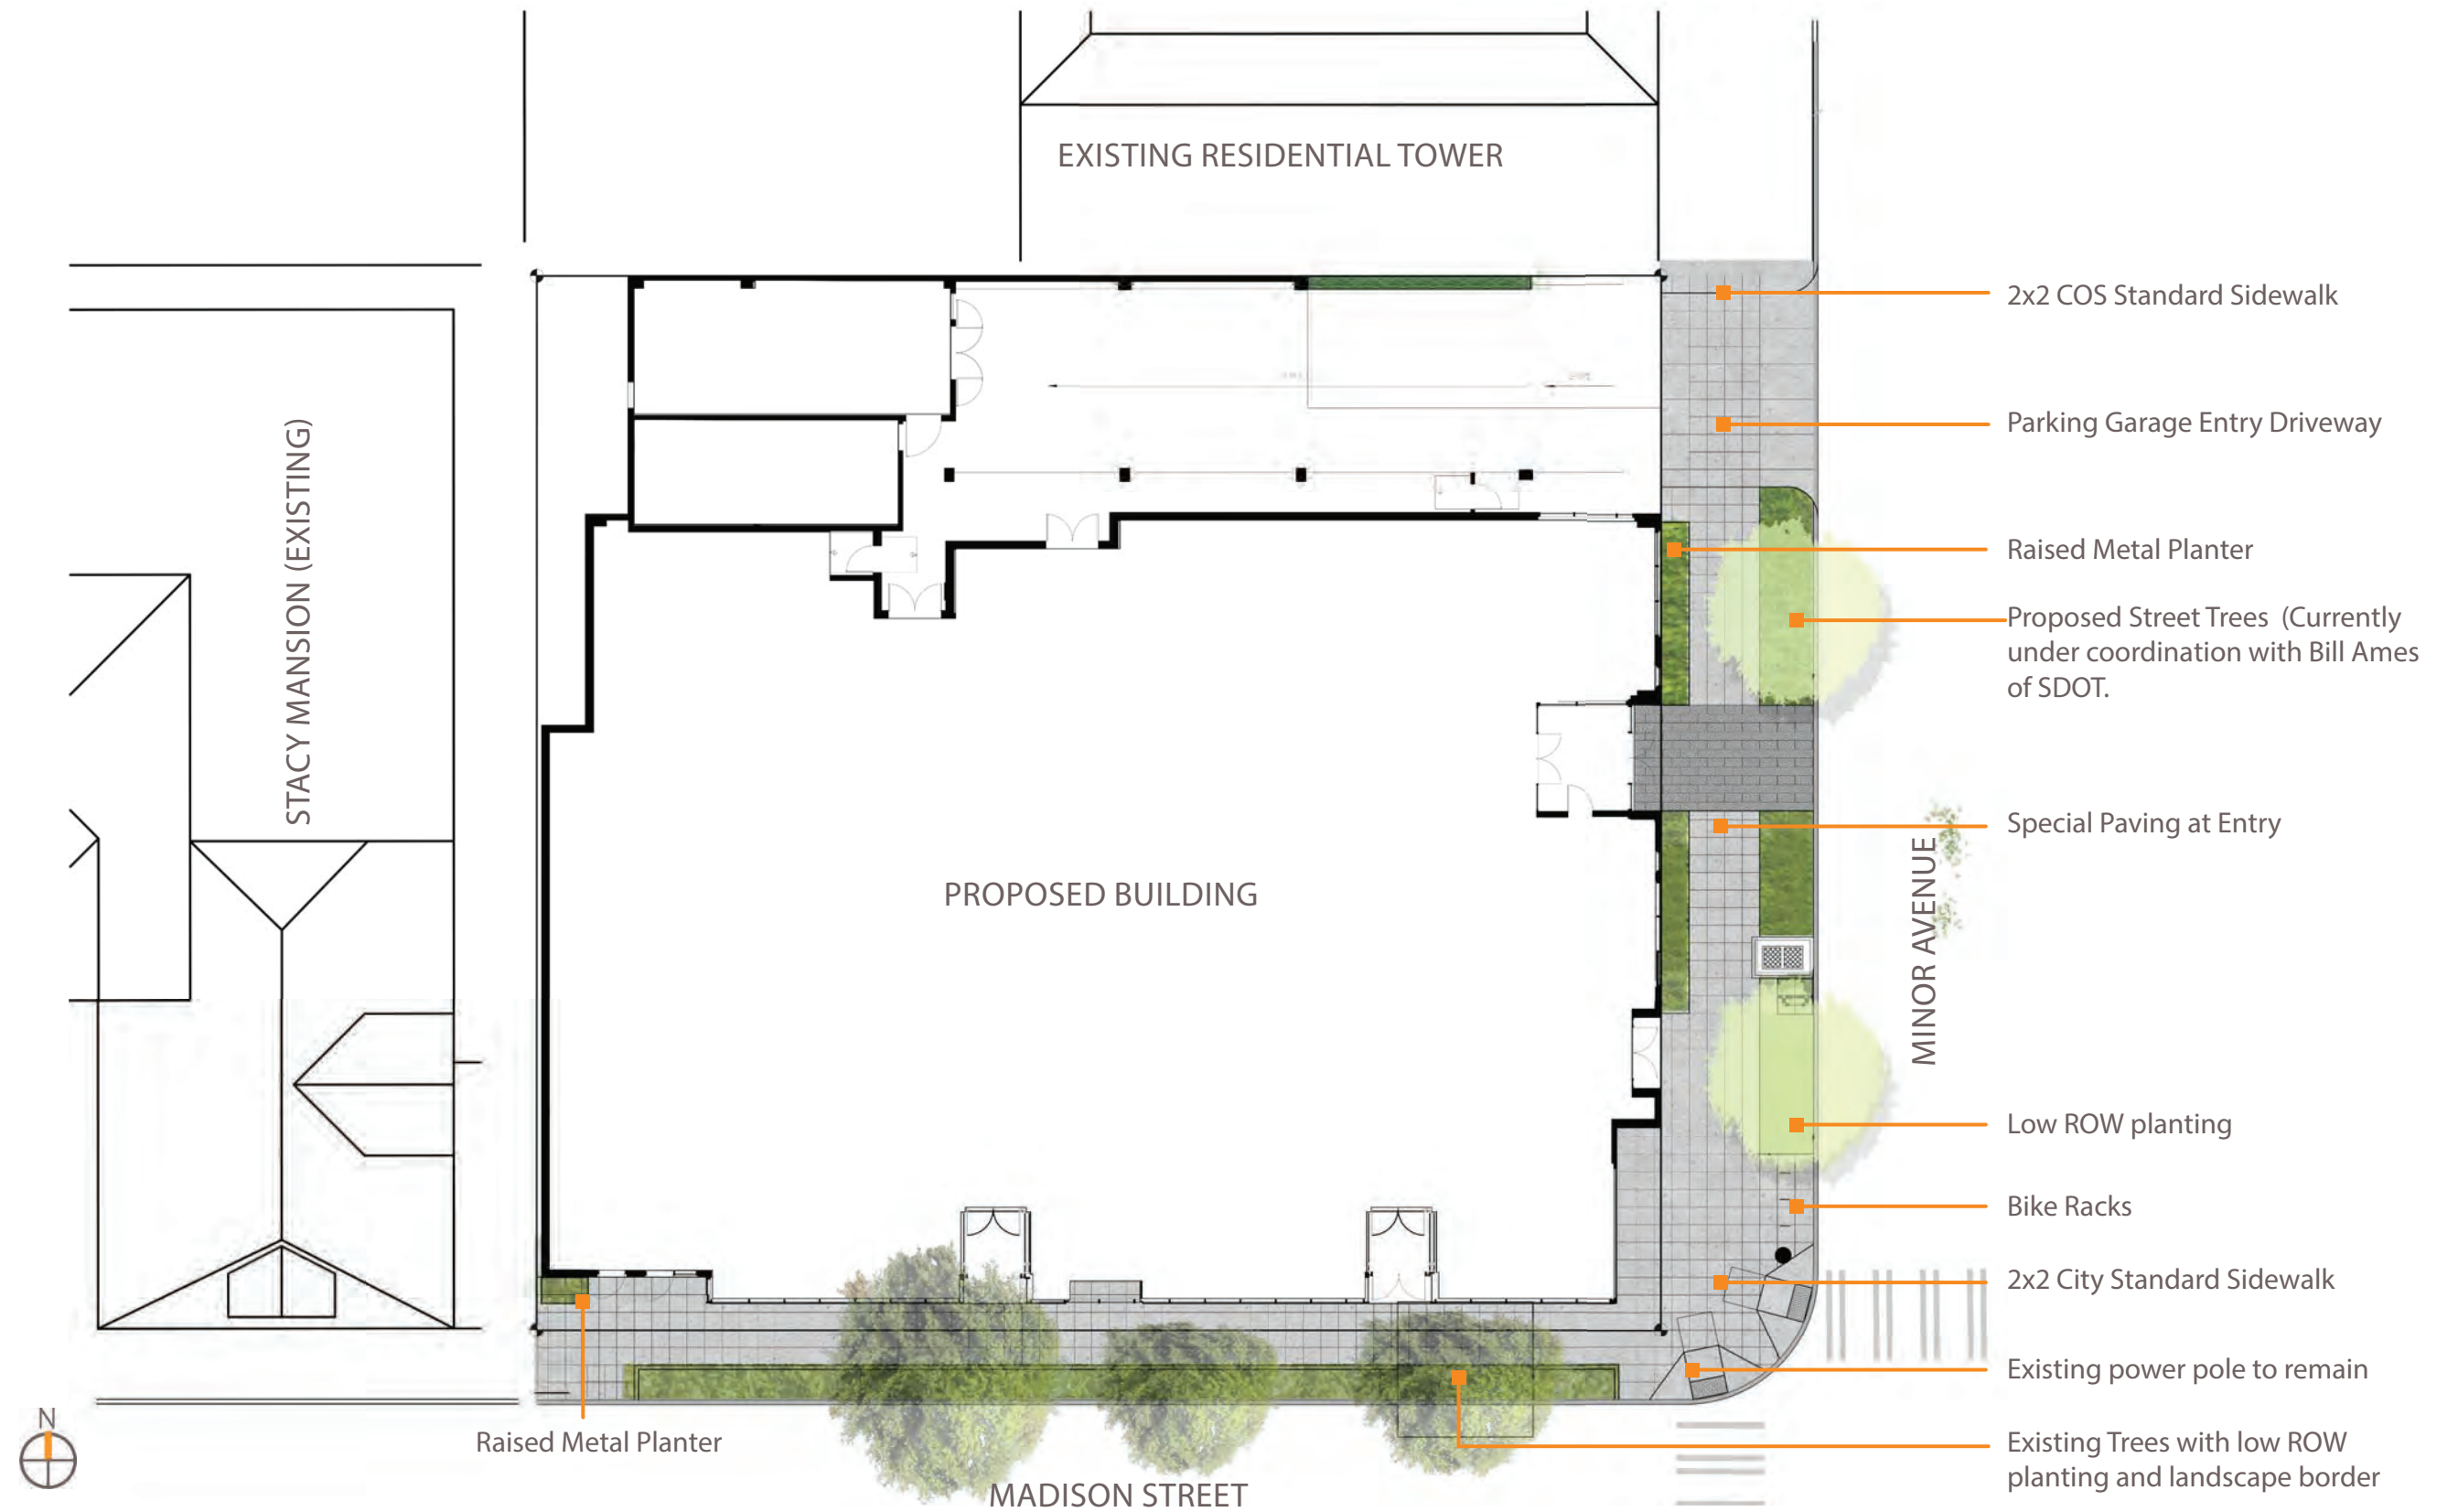 EXISTING RESIDENTIAL TOWER
STACY MANSION (EXISTING)
PROPOSED BUILDING
MINOR AVENUE
2x2 COS Standard Sidewalk
Parking Garage Entry Driveway
Raised Metal Planter
Proposed Street Trees (Currently
under coordination with Bill Ames
of SDOT.
Special Paving at Entry
Low ROW planting
Bike Racks
2x2 City Standard Sidewalk
Existing power pole to remain
Existing Trees with low ROW
planting and landscape border
N
Raised Metal Planter
MADISON STREET